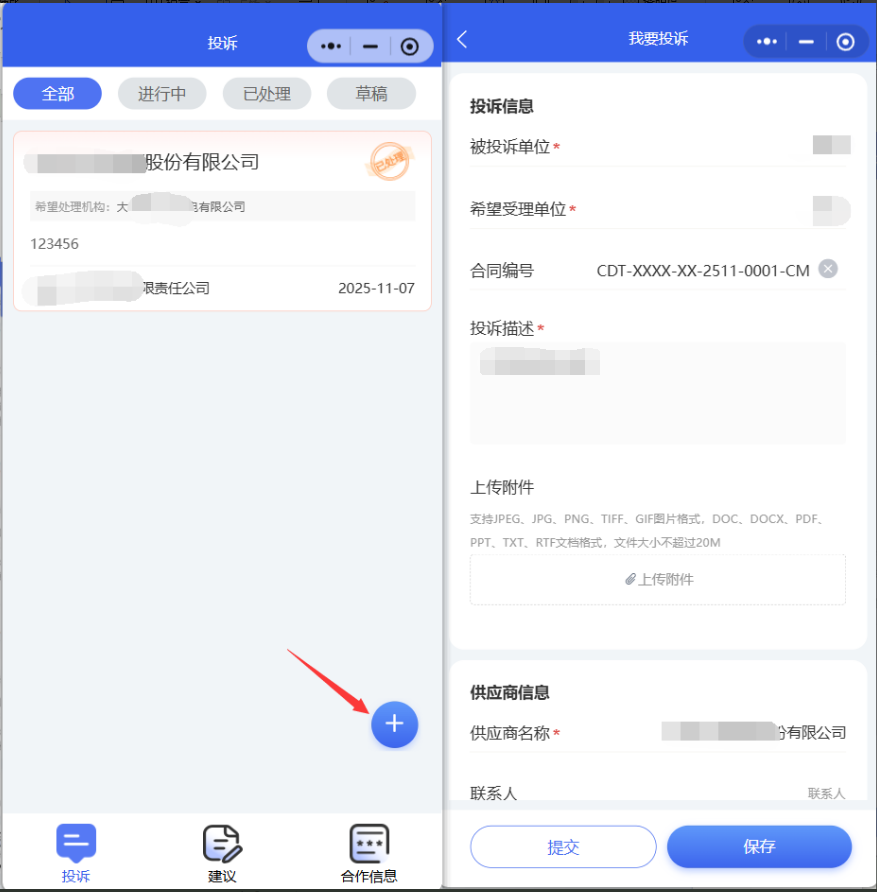 投诉
全部
进行中
已处理
草稿
股份有限公司
已处理
希望处理机构：大
电有限公司
123456
限责任公司
2025-11-07
投诉
建议
合作信息
我要投诉
投诉信息
被投诉单位*
希望受理单位*
合同编号
CDT-XXXX-XX-2511-0001-CM
投诉描述*
上传附件
支持JPEG、JPG、PNG、TIFF、GIF图片格式，DOC、DOCX、PDF、
PPT、TXT、RTF文档格式，文件大小不超过20M
上传附件
供应商信息
供应商名称*
份有限公司
联系人
联系人
提交
保存